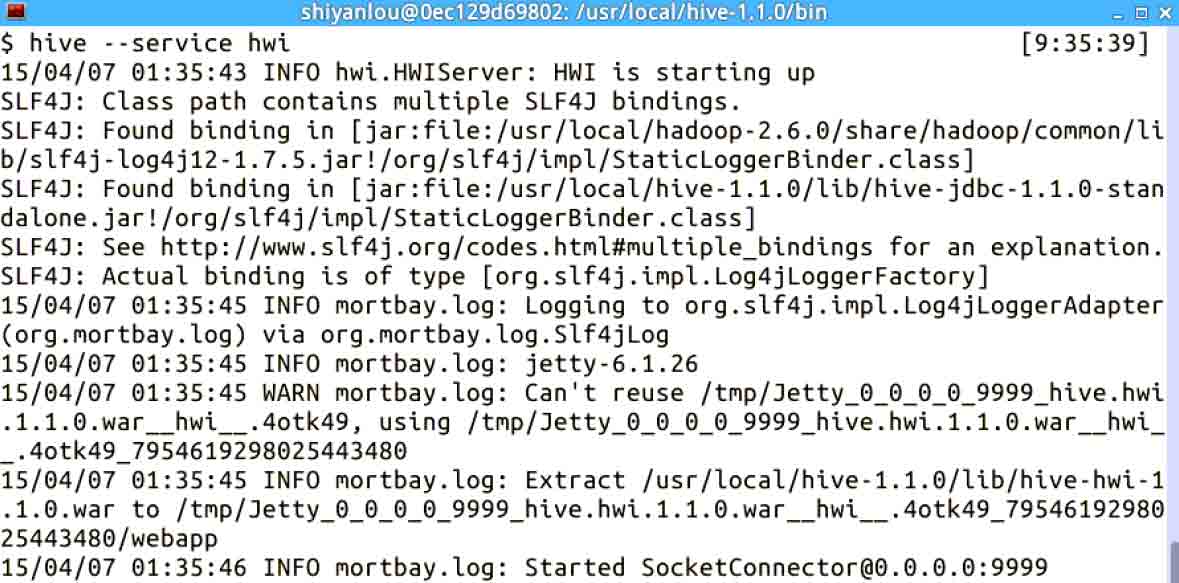 shiyanlou@0ec129d69802: /usr/local/hive-1.1.0/bin
$ hive --service hwi [9:35:39]
15/04/07 01:35:43 INFO hwi.HWIServer: HWI is starting up
SLF4J: Class path contains multiple SLF4J bindings.
SLF4J: Found binding in [jar:file:/usr/local/hadoop-2.6.0/share/hadoop/common/li
b/slf4j-log4j12-1.7.5.jar!/org/slf4j/impl/StaticLoggerBinder.class]
SLF4J: Found binding in [jar:file:/usr/local/hive-1.1.0/lib/hive-jdbc-1.1.0-stan
dalone.jar!/org/slf4j/impl/StaticLoggerBinder.class]
SLF4J: See http://www.slf4j.org/codes.html#multiple_bindings for an explanation.
SLF4J: Actual binding is of type [org.slf4j.impl.Log4jLoggerFactory]
15/04/07 01:35:45 INFO mortbay.log: Logging to org.slf4j.impl.Log4jLoggerAdapter
(org.mortbay.log) via org.mortbay.log.Slf4jLog
15/04/07 01:35:45 INFO mortbay.log: jetty-6.1.26
15/04/07 01:35:45 WARN mortbay.log: Can't reuse /tmp/Jetty_0_0_0_0_9999_hive.hwi
.1.1.0.war__hwi__.4otk49, using /tmp/Jetty_0_0_0_0_9999_hive.hwi.1.1.0.war__hwi_
_.4otk49_7954619298025443480
15/04/07 01:35:45 INFO mortbay.log: Extract /usr/local/hive-1.1.0/lib/hive-hwi-1
.1.0.war to /tmp/Jetty_0_0_0_0_9999_hive.hwi.1.1.0.war__hwi__.4otk49_79546192980
25443480/webapp
15/04/07 01:35:46 INFO mortbay.log: Started SocketConnector@0.0.0.0:9999